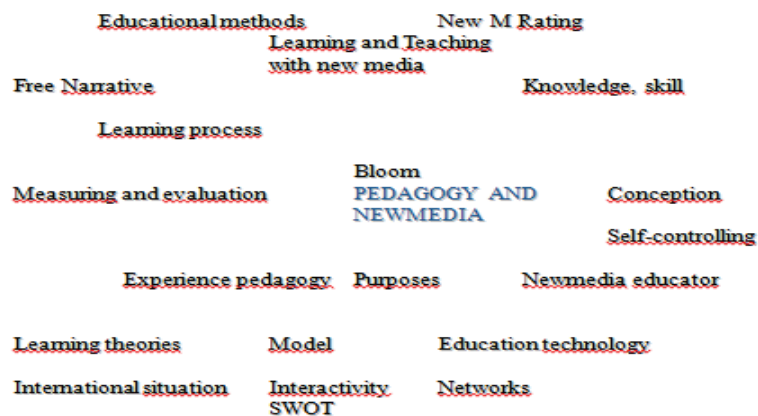 Educational methods New M Rating
Learning and Teaching
with new media
Free Narrative Knowledge, skill
Learning process
Bloom
Measuring and evaluation PEDAGOGY AND Conception
NEWMEDIA
Self-controlling
Experience pedagogy Purposes Newmedia educator
Learning theories Model Education technology
International situation Interactivity Networks
SWOT